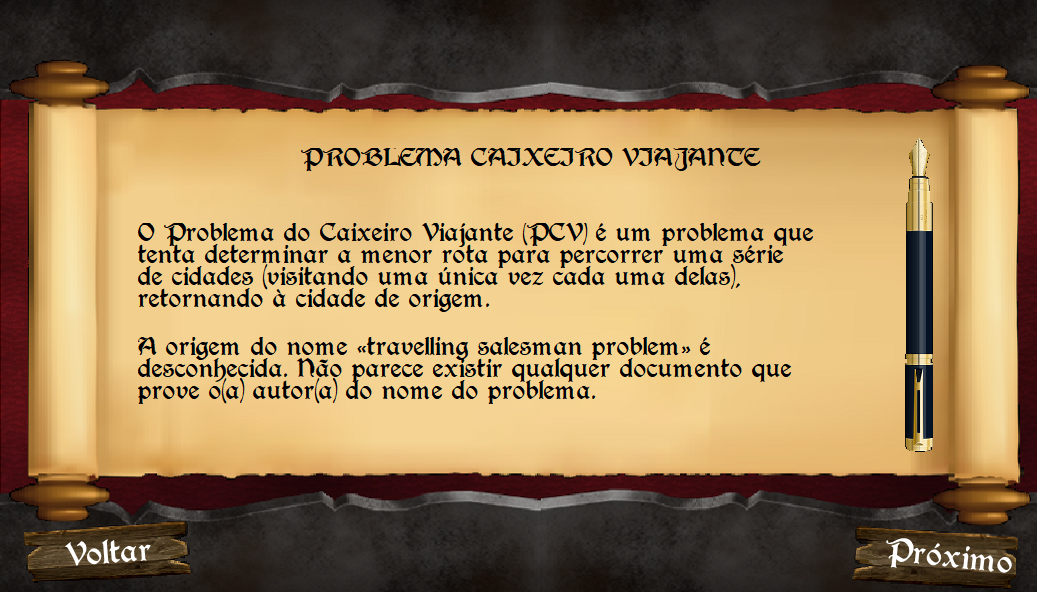 PROBLEMA CAIXEIRO VIAJANTE
O Problema do Caixeiro Viajante (PCV) é um problema que
tenta determinar a menor rota para percorrer uma série
de cidades (visitando uma única vez cada uma delas),
retornando à cidade de origem.
A origem do nome «travelling salesman problem» é
desconhecida. Não parece existir qualquer documento que
prove o(a) autor(a) do nome do problema.
Voltar
Próximo